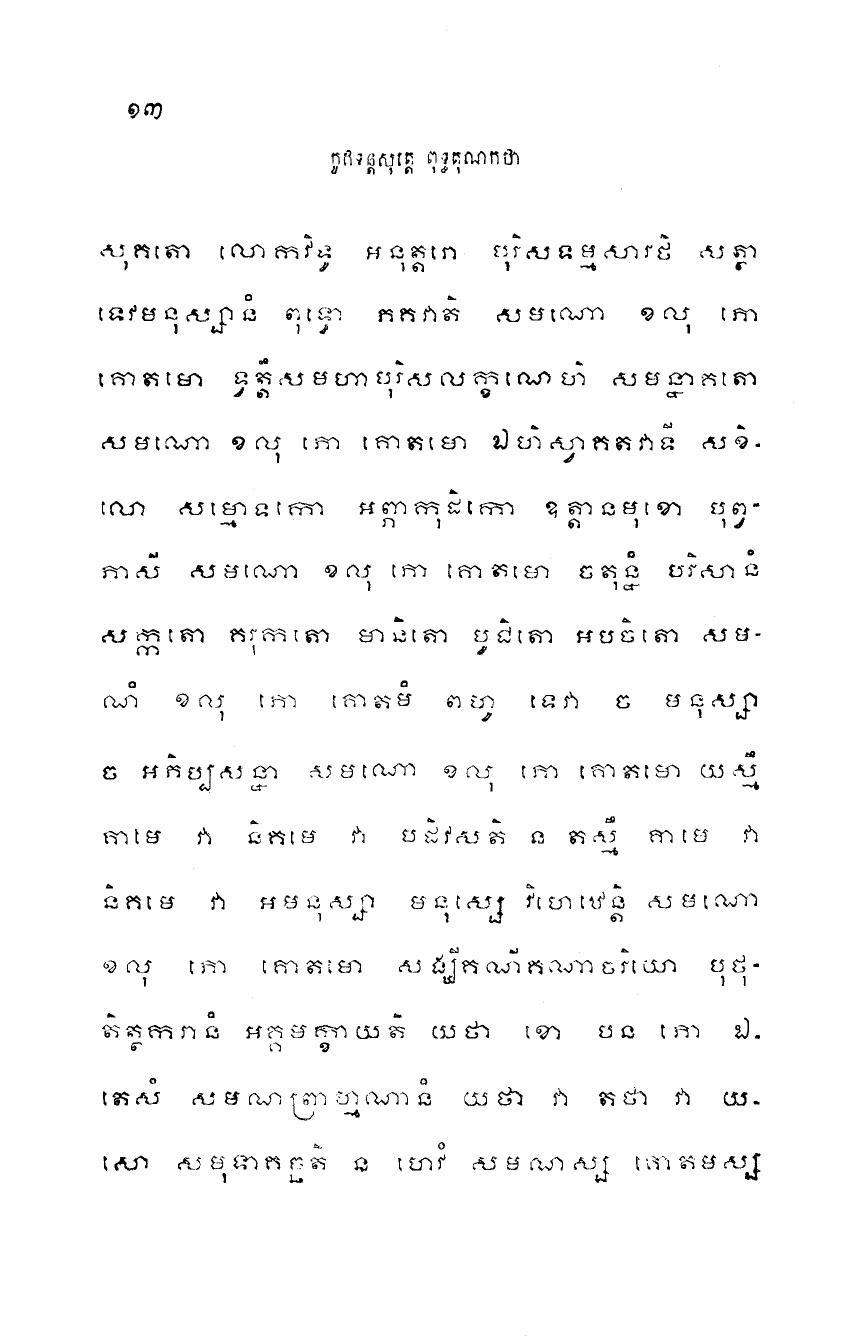 ១៣
កូដទន្តសុត្តេ ពុទ្ធគុណកថា
សុគតោ លោកវិទូ អនុត្តរោ បុរិសទម្មសារថិ សត្ថា
ទេវមនុស្សានំ ពុទ្ធោ ភគវាតិ សមណោ ខលុ ភោ
គោតមោ ទ្វត្តឹសមហាបុរិសលក្ខណេហិ សមន្នាគតោ
សមណោ ខលុ ភោ គោតមោ ឯហិស្វាគតវាទី សខិ-
លោ សម្មោទកោ អព្ភាកុដិកោ ឧត្តានមុខោ បុព្វ-
ភាសី សមណោ ខលុ ភោ គោតមោ ចតុន្នំ បរិសានំ
សក្កតោ គរុកតោ មានិតោ បូជិតោ អបចិតោ សម-
ណំ ខលុ ភោ គោតមំ ពហូ ទេវា ច មនុស្សា
ច អភិប្បសន្នា សមណោ ខលុ ភោ គោតមោ យស្មឹ
គាមេ វា និគមេ វា បដិវសតិ ន តស្មឹ គាមេ វា
និគមេ វា អមនុស្សា មនុស្សេ វិហេឋេន្តិ សមណោ
ខលុ ភោ គោតមោ សង្ឃីគណីគណាចរិយោ បុថុ-
តិត្ថករានំ អគ្គមក្ខាយតិ យថា ខោ បន ភោ ឯ-
តេសំ សមណព្រាហ្មណានំ យថា វា តថា វា យ-
សោ សមុទាគច្ឆតិ ន ហេវំ សមណស្ស គោតមស្ស